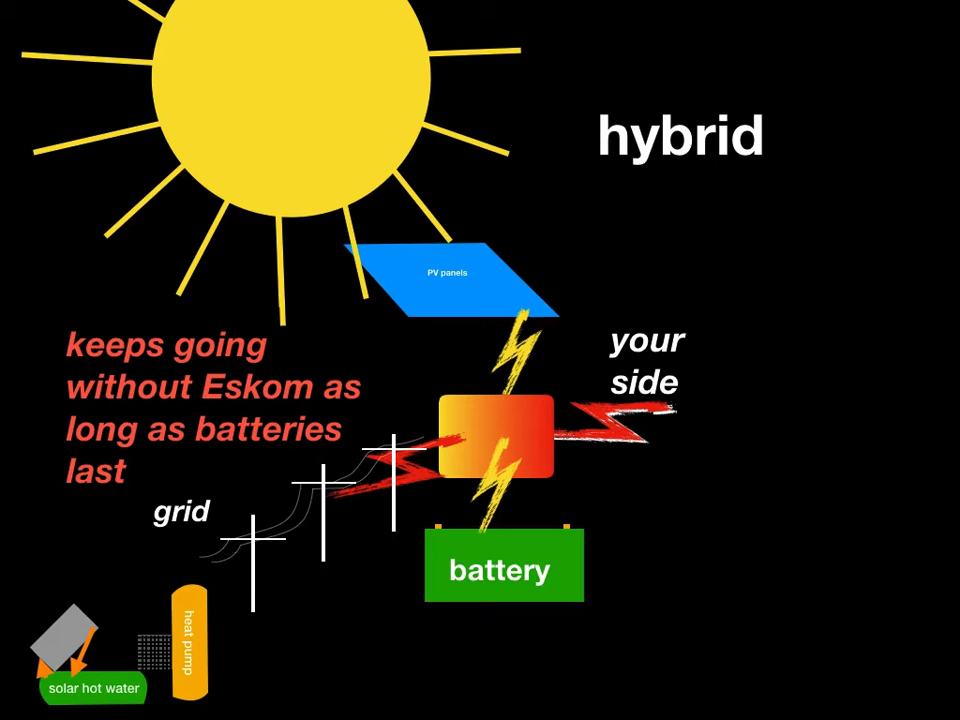 hybrid
PV panels
keeps going
without Eskom as
long as batteries
last
your
side
grid
battery
heat pump
solar hot water